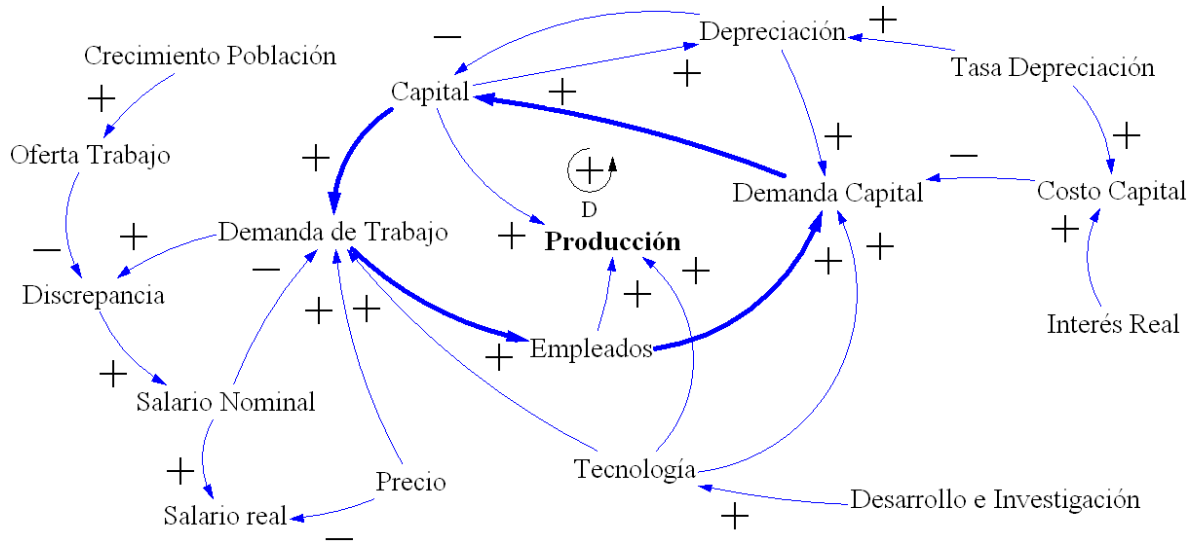 Depreciación
Crecimiento Población
Tasa Depreciación
Capital
Oferta Trabajo
Demanda Capital
Costo Capital
D
Demanda de Trabajo
Producción
Discrepancia
Interés Real
Empleados
Salario Nominal
Tecnología
Precio
Desarrollo e Investigación
Salario real